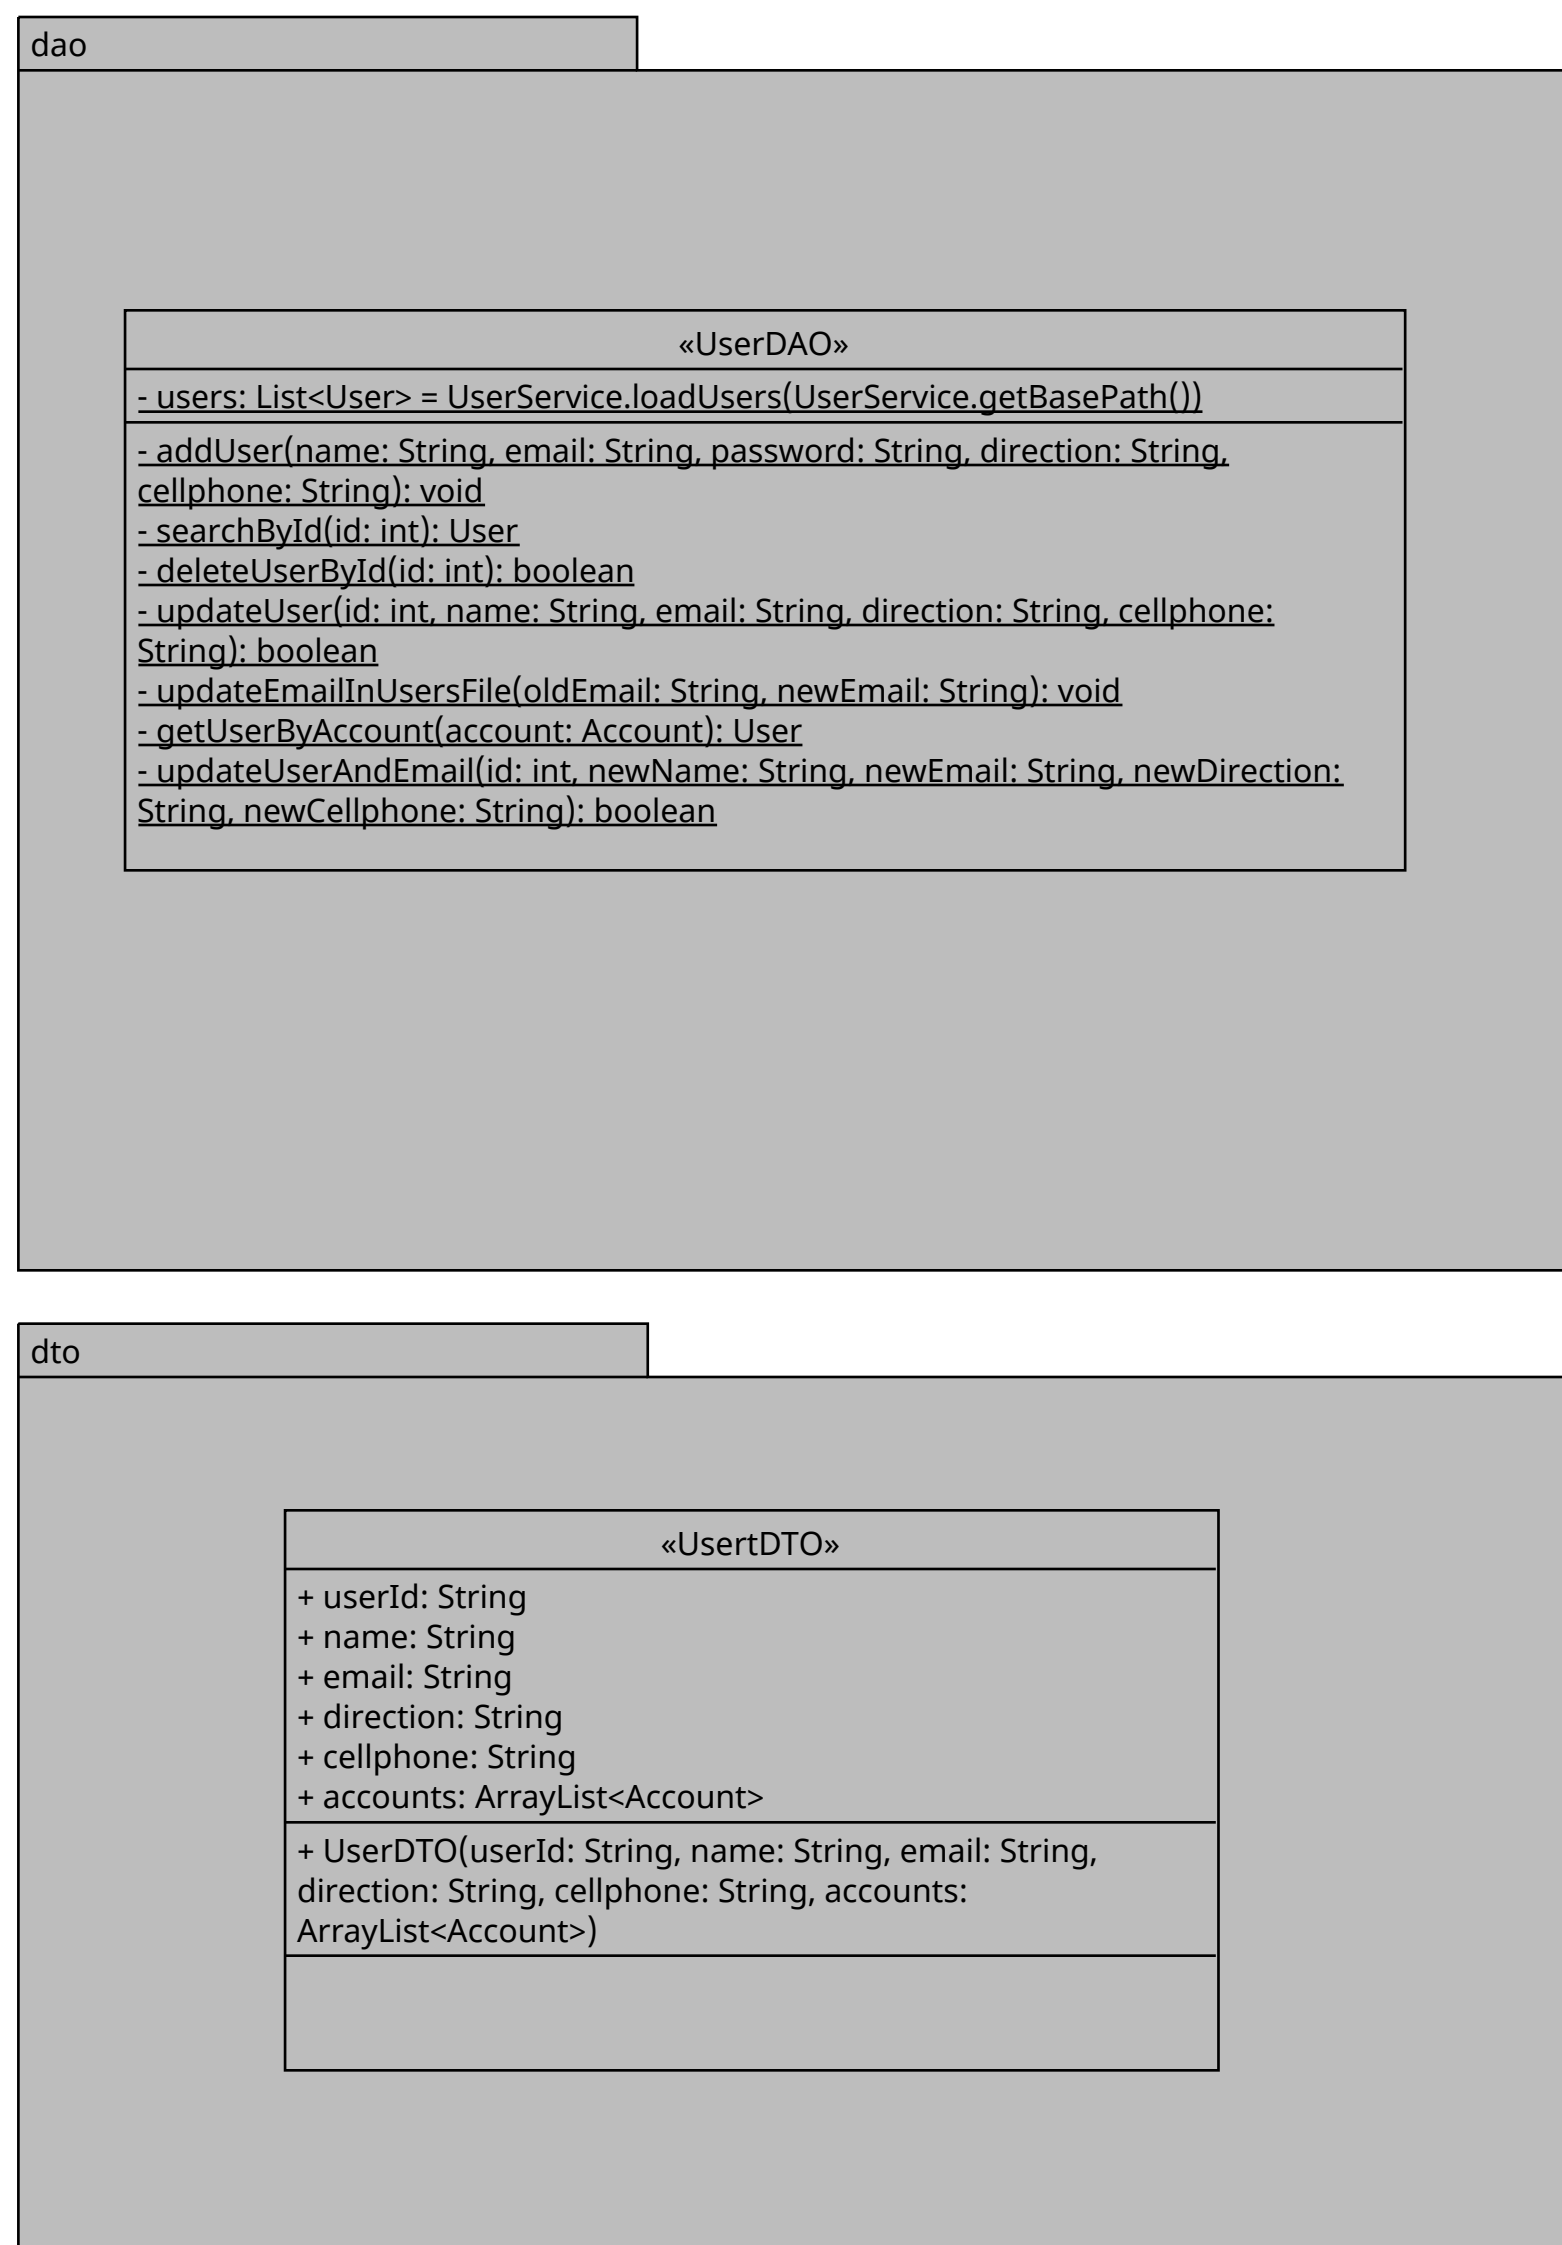 dao
«UserDAO»
- users: List<User> = UserService.loadUsers(UserService.getBasePath())
- addUser(name: String, email: String, password: String, direction: String,
cellphone: String): void
- searchById(id: int): User
- deleteUserById(id: int): boolean
- updateUser(id: int, name: String, email: String, direction: String, cellphone:
String): boolean
- updateEmailInUsersFile(oldEmail: String, newEmail: String): void
- getUserByAccount(account: Account): User
- updateUserAndEmail(id: int, newName: String, newEmail: String, newDirection:
String, newCellphone: String): boolean
dto
«UsertDTO»
+ userId: String
+ name: String
+ email: String
+ direction: String
+ cellphone: String
+ accounts: ArrayList<Account>
+ UserDTO(userId: String, name: String, email: String,
direction: String, cellphone: String, accounts:
ArrayList<Account>)